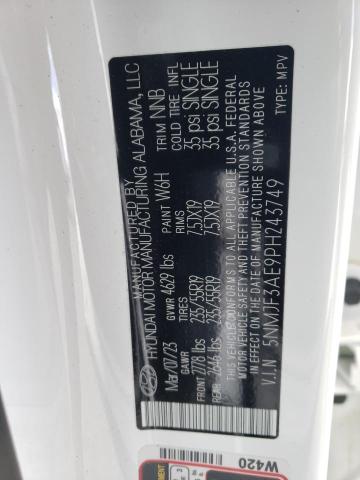 MANUFACTURED BY
HYUNDAI MOTOR MANUFACTURING ALABAMA, LLC
Mar/07/23 GVWR 4629 lbs PAINT W6H TRIM NNB
GAWR TIRES RIMS COLD TIRE INFL
FRONT 2778 lbs 235/55R19 7.5JX19 35 psi SINGLE
REAR 2646 lbs 235/55R19 7.5JX19 35 psi SINGLE
THIS VEHICLE CONFORMS TO ALL APPLICABLE U.S.A. FEDERAL
MOTOR VEHICLE SAFETY AND THEFT PREVENTION STANDARDS
IN EFFECT ON THE DATE OF MANUFACTURE SHOWN ABOVE.
V.I.N 5NMJF3AE9PH243749 TYPE: MPV
W420